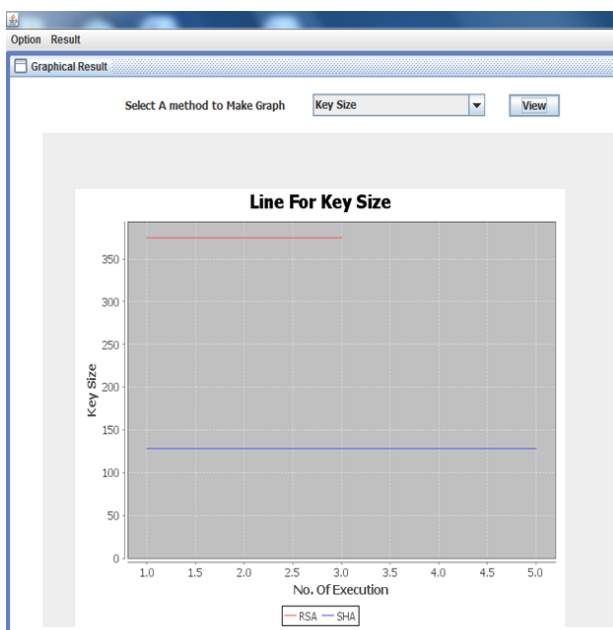 Option Result
Graphical Result
Select A method to Make Graph Key Size View
Line For Key Size
350
300
250
200
150
100
50
0
Key Size
1.0 1.5 2.0 2.5 3.0 3.5 4.0 4.5 5.0
No. Of Execution
RSA SHA